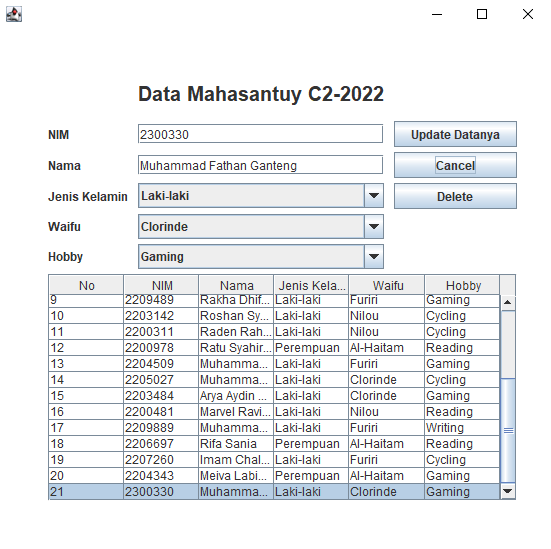 Data Mahasantuy C2-2022
NIM 2300330 Update Datanya
Nama Muhammad Fathan Ganteng Cancel
Jenis Kelamin Laki-laki Delete
Waifu Clorinde
Hobby Gaming
No NIM Nama Jenis Kela... Waifu Hobby
9 2209489 Rakha Dhif... Laki-laki Furiri Gaming
10 2203142 Roshan Sy... Laki-laki Nilou Cycling
11 2200311 Raden Rah... Laki-laki Nilou Cycling
12 2200978 Ratu Syahir... Perempuan Al-Haitam Reading
13 2204509 Muhamma... Laki-laki Furiri Gaming
14 2205027 Muhamma... Laki-laki Clorinde Cycling
15 2203484 Arya Aydin ... Laki-laki Clorinde Gaming
16 2200481 Marvel Ravi... Laki-laki Nilou Reading
17 2209889 Muhamma... Laki-laki Furiri Writing
18 2206697 Rifa Sania Perempuan Al-Haitam Reading
19 2207260 Imam Chal... Laki-laki Furiri Cycling
20 2204343 Meiva Labi... Perempuan Al-Haitam Gaming
21 2300330 Muhamma... Laki-laki Clorinde Gaming